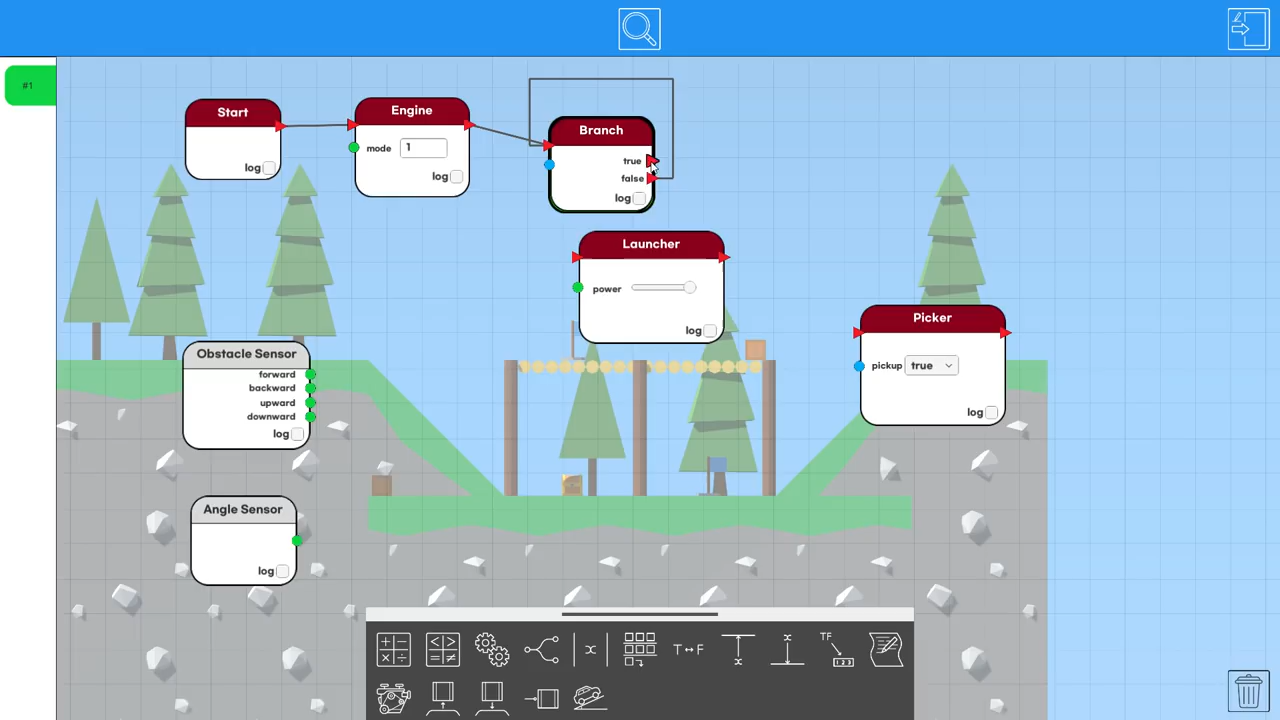 #1
Start
log
Engine
mode 1
log
Branch
true
false
log
Launcher
power
log
Picker
pickup true
log
Obstacle Sensor
forward
backward
upward
downward
log
Angle Sensor
log
+ - × ÷
< > = ≠
x
T↔F
x
x
TF
123